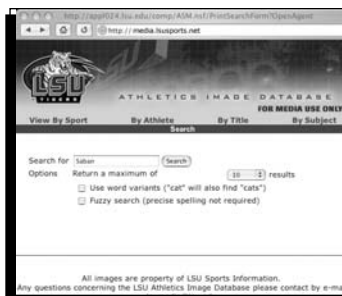 http://appl024.lsu.edu/comp/ASM.nsf/PrintSearchForm?OpenAgent
http://media.lsusports.net
LSU
TIGERS
ATHLETICS IMAGE DATABASE
FOR MEDIA USE ONLY
View By Sport By Athlete By Title By Subject
Search
Search for Saban Search
Options Return a maximum of 10 results
Use word variants ("cat" will also find "cats")
Fuzzy search (precise spelling not required)
All images are property of LSU Sports Information.
Any questions concerning the LSU Athletics Image Database please contact by e-ma